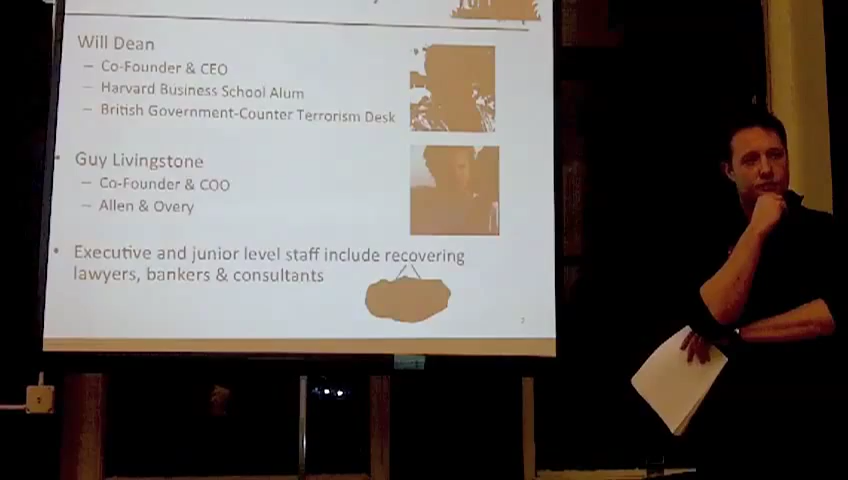 Will Dean
– Co-Founder & CEO
– Harvard Business School Alum
– British Government-Counter Terrorism Desk
• Guy Livingstone
– Co-Founder & COO
– Allen & Overy
• Executive and junior level staff include recovering
lawyers, bankers & consultants